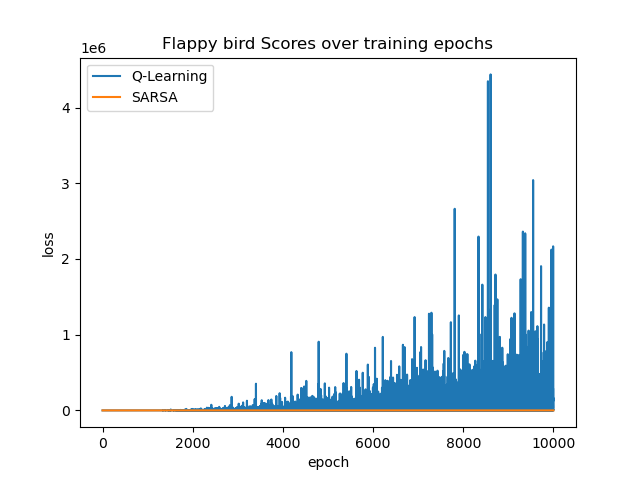 Flappy bird Scores over training epochs
1e6
Q-Learning
SARSA
4
3
2
1
0
loss
0 2000 4000 6000 8000 10000
epoch